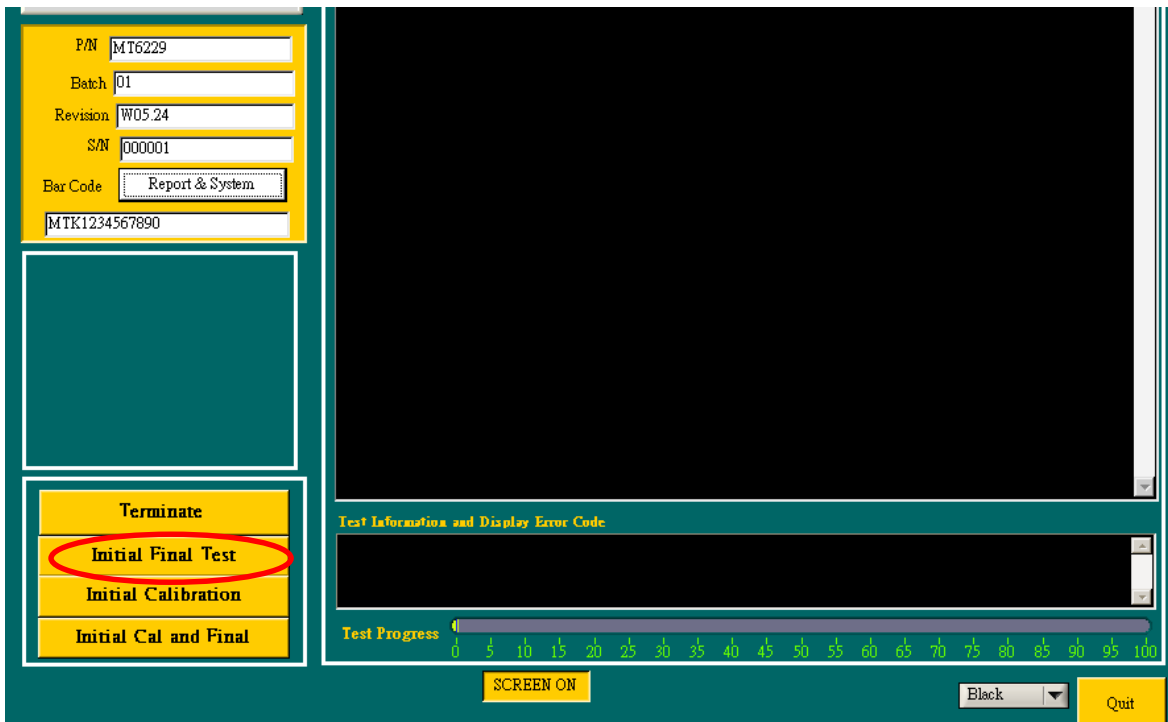 P/N MT6229
Batch 01
Revision W05.24
S/N 000001
Bar Code Report & System
MTK1234567890
Terminate
Initial Final Test
Initial Calibration
Initial Cal and Final
Test Information and Display Error Code
Test Progress
0 5 10 15 20 25 30 35 40 45 50 55 60 65 70 75 80 85 90 95 100
SCREEN ON
Black
Quit